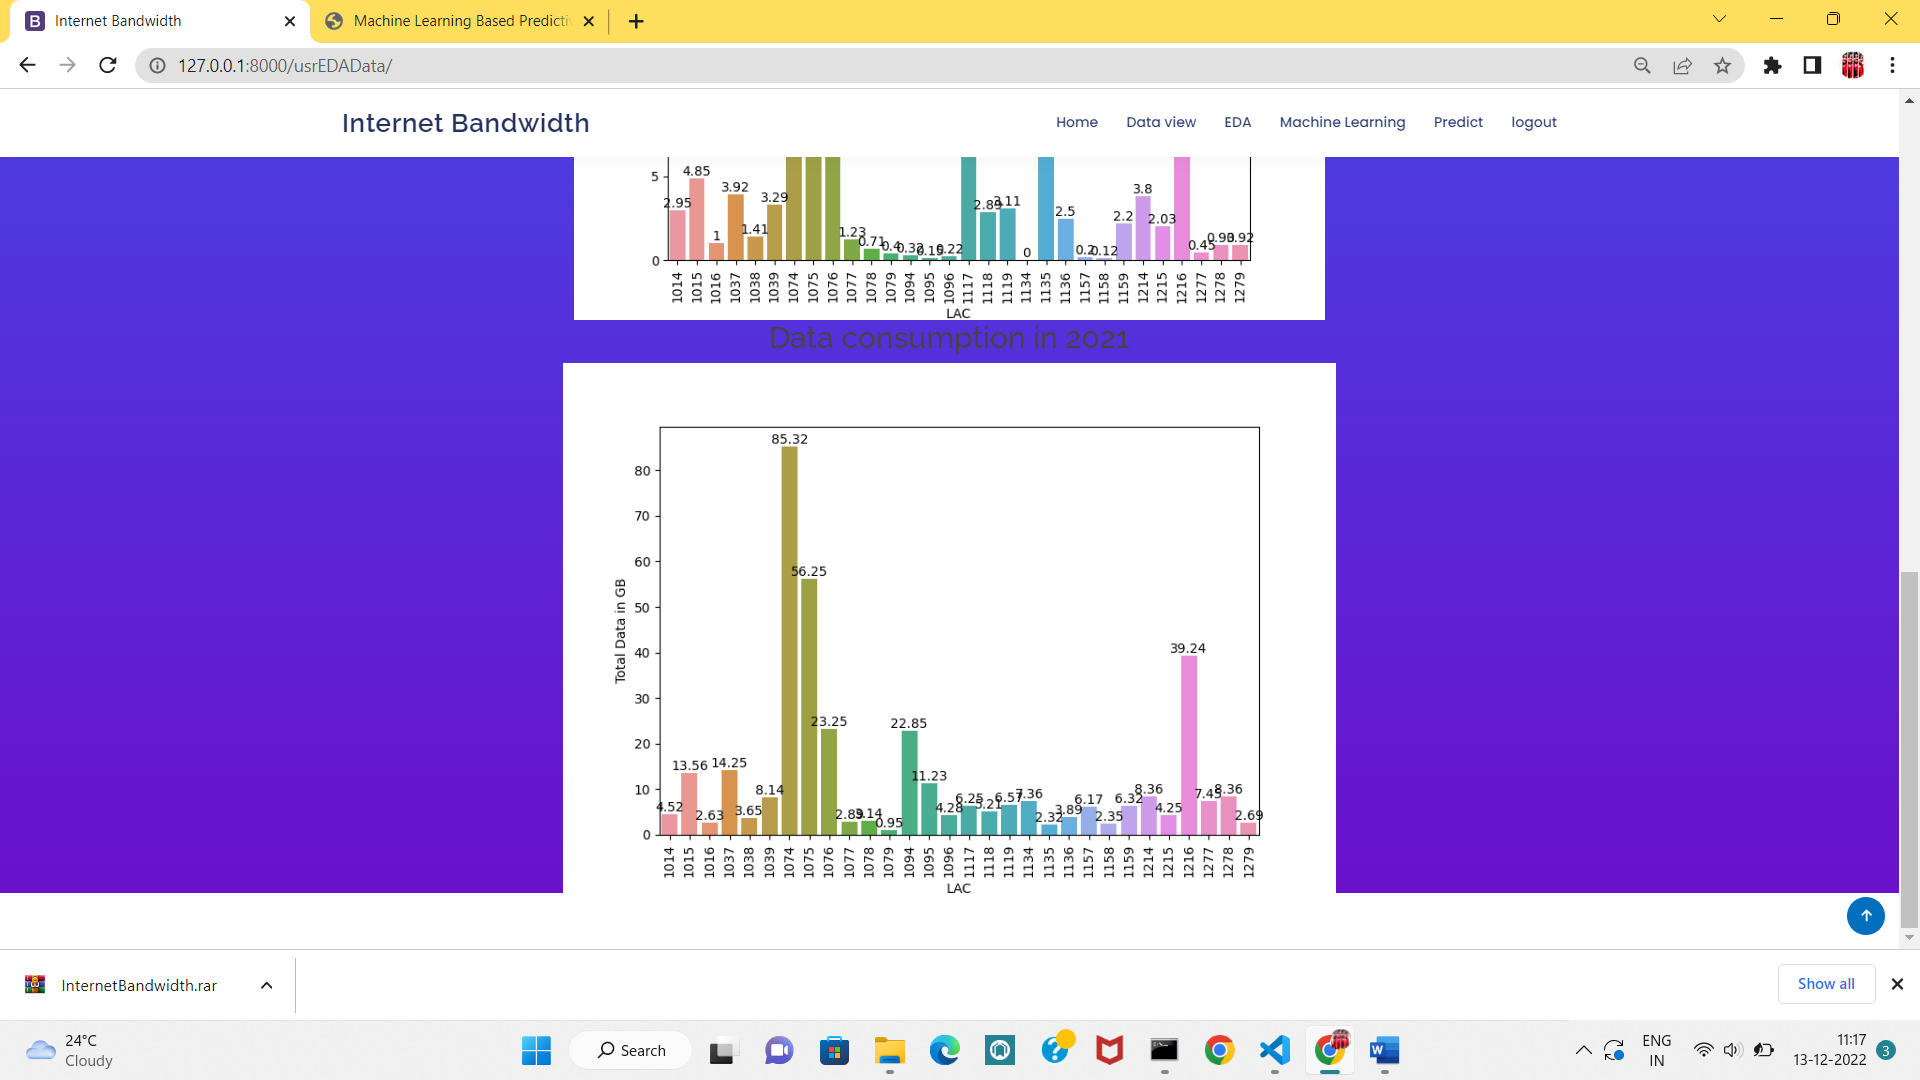 Internet Bandwidth
Machine Learning Based Predictiv
127.0.0.1:8000/usrEDAData/
Internet Bandwidth
Home Data view EDA Machine Learning Predict logout
5
0
2.95 4.85 1 3.92 1.41 3.29 1.23 0.71 0.4 0.32 0.15 0.22 2.89 3.11 0 2.5 0.2 0.12 2.2 3.8 2.03 0.45 0.93 0.92
1014 1015 1016 1037 1038 1039 1074 1075 1076 1077 1078 1079 1094 1095 1096 1117 1118 1119 1134 1135 1136 1157 1158 1159 1214 1215 1216 1277 1278 1279
LAC
Data consumption in 2021
Total Data in GB
80
70
60
50
40
30
20
10
0
4.52 13.56 2.63 14.25 3.65 8.14 85.32 56.25 23.25 2.89 3.14 0.95 22.85 11.23 4.28 6.25 5.21 6.57 7.36 2.32 3.89 6.17 2.35 6.32 8.36 4.25 39.24 7.45 8.36 2.69
1014 1015 1016 1037 1038 1039 1074 1075 1076 1077 1078 1079 1094 1095 1096 1117 1118 1119 1134 1135 1136 1157 1158 1159 1214 1215 1216 1277 1278 1279
LAC
InternetBandwidth.rar
Show all
24°C
Cloudy
Search
ENG
IN
11:17
13-12-2022
3